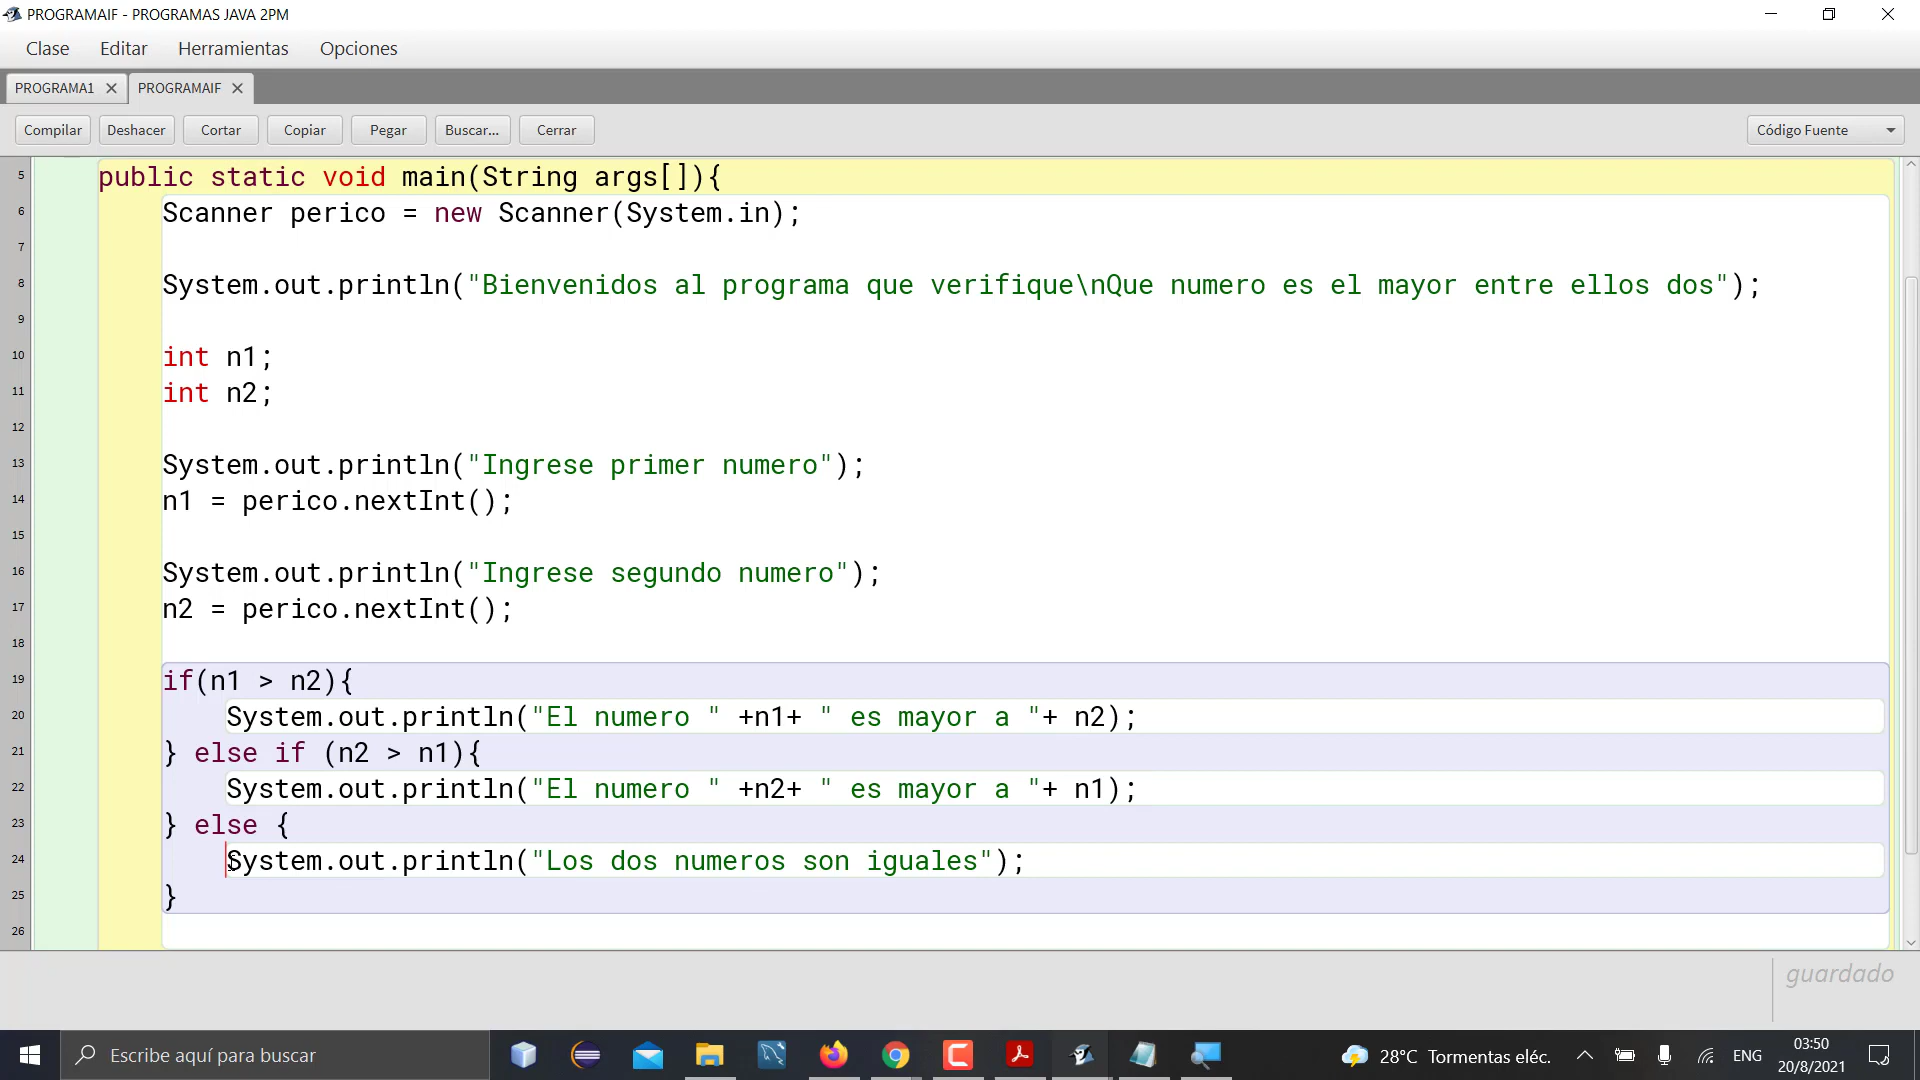 PROGRAMAIF - PROGRAMAS JAVA 2PM
Clase Editar Herramientas Opciones
PROGRAMA1 PROGRAMAIF
Compilar Deshacer Cortar Copiar Pegar Buscar... Cerrar Código Fuente
5 public static void main(String args[]){
6 Scanner perico = new Scanner(System.in);
7
8 System.out.println("Bienvenidos al programa que verifique\nQue numero es el mayor entre ellos dos");
9
10 int n1;
11 int n2;
12
13 System.out.println("Ingrese primer numero");
14 n1 = perico.nextInt();
15
16 System.out.println("Ingrese segundo numero");
17 n2 = perico.nextInt();
18
19 if(n1 > n2){
20 System.out.println("El numero " +n1+ " es mayor a "+ n2);
21 } else if (n2 > n1){
22 System.out.println("El numero " +n2+ " es mayor a "+ n1);
23 } else {
24 System.out.println("Los dos numeros son iguales");
25 }
26
guardado
Escribe aquí para buscar 28°C Tormentas eléc. ENG 03:50
20/8/2021